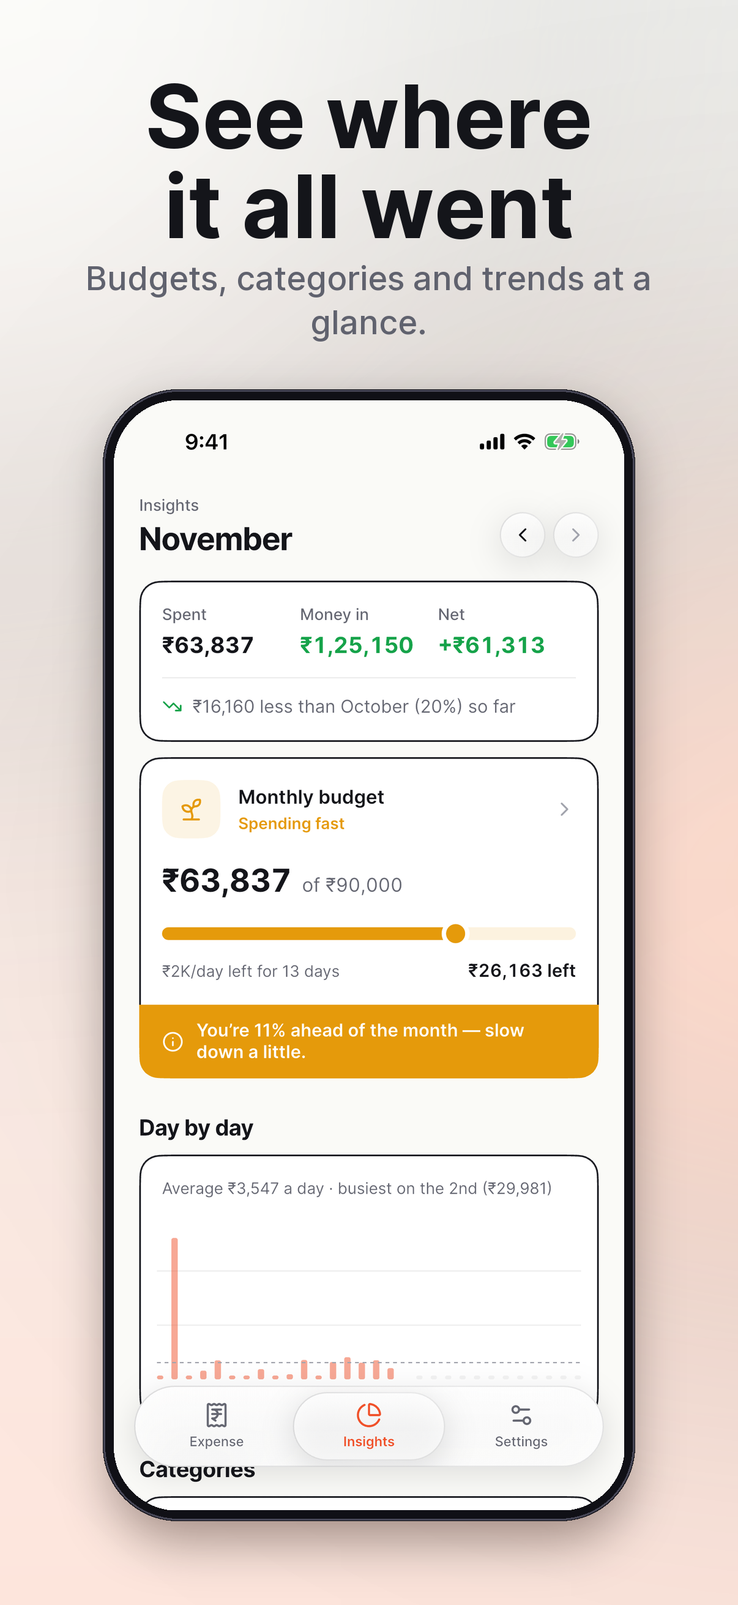 See where
it all went
Budgets, categories and trends at a
glance.
9:41
Insights
November
Spent Money in Net
₹63,837 ₹1,25,150 +₹61,313
₹16,160 less than October (20%) so far
Monthly budget
Spending fast
₹63,837 of ₹90,000
₹2K/day left for 13 days ₹26,163 left
You’re 11% ahead of the month — slow
down a little.
Day by day
Average ₹3,547 a day · busiest on the 2nd (₹29,981)
Expense Insights Settings
Categories